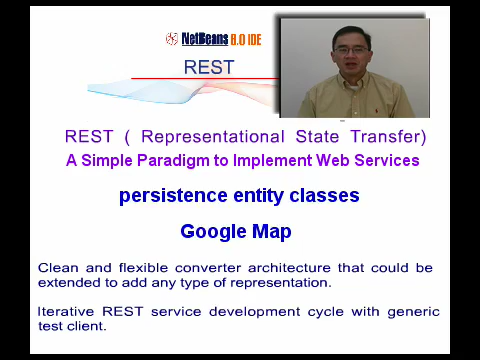 NetBeans 6.0 IDE
REST
REST ( Representational State Transfer)
A Simple Paradigm to Implement Web Services
persistence entity classes
Google Map
Clean and flexible converter architecture that could be
extended to add any type of representation.
Iterative REST service development cycle with generic
test client.